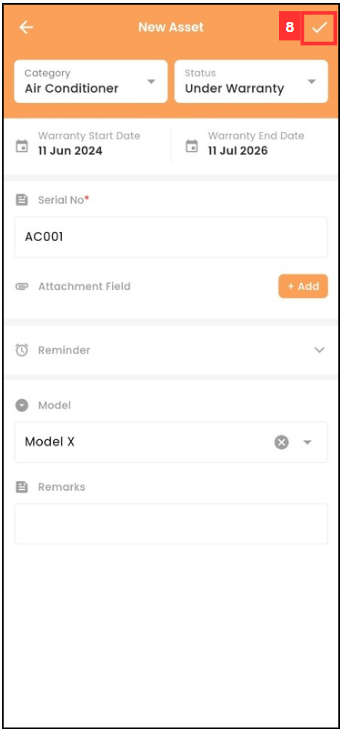 New Asset
8
Category
Air Conditioner
Status
Under Warranty
Warranty Start Date
11 Jun 2024
Warranty End Date
11 Jul 2026
Serial No*
AC001
Attachment Field
+ Add
Reminder
Model
Model X
Remarks